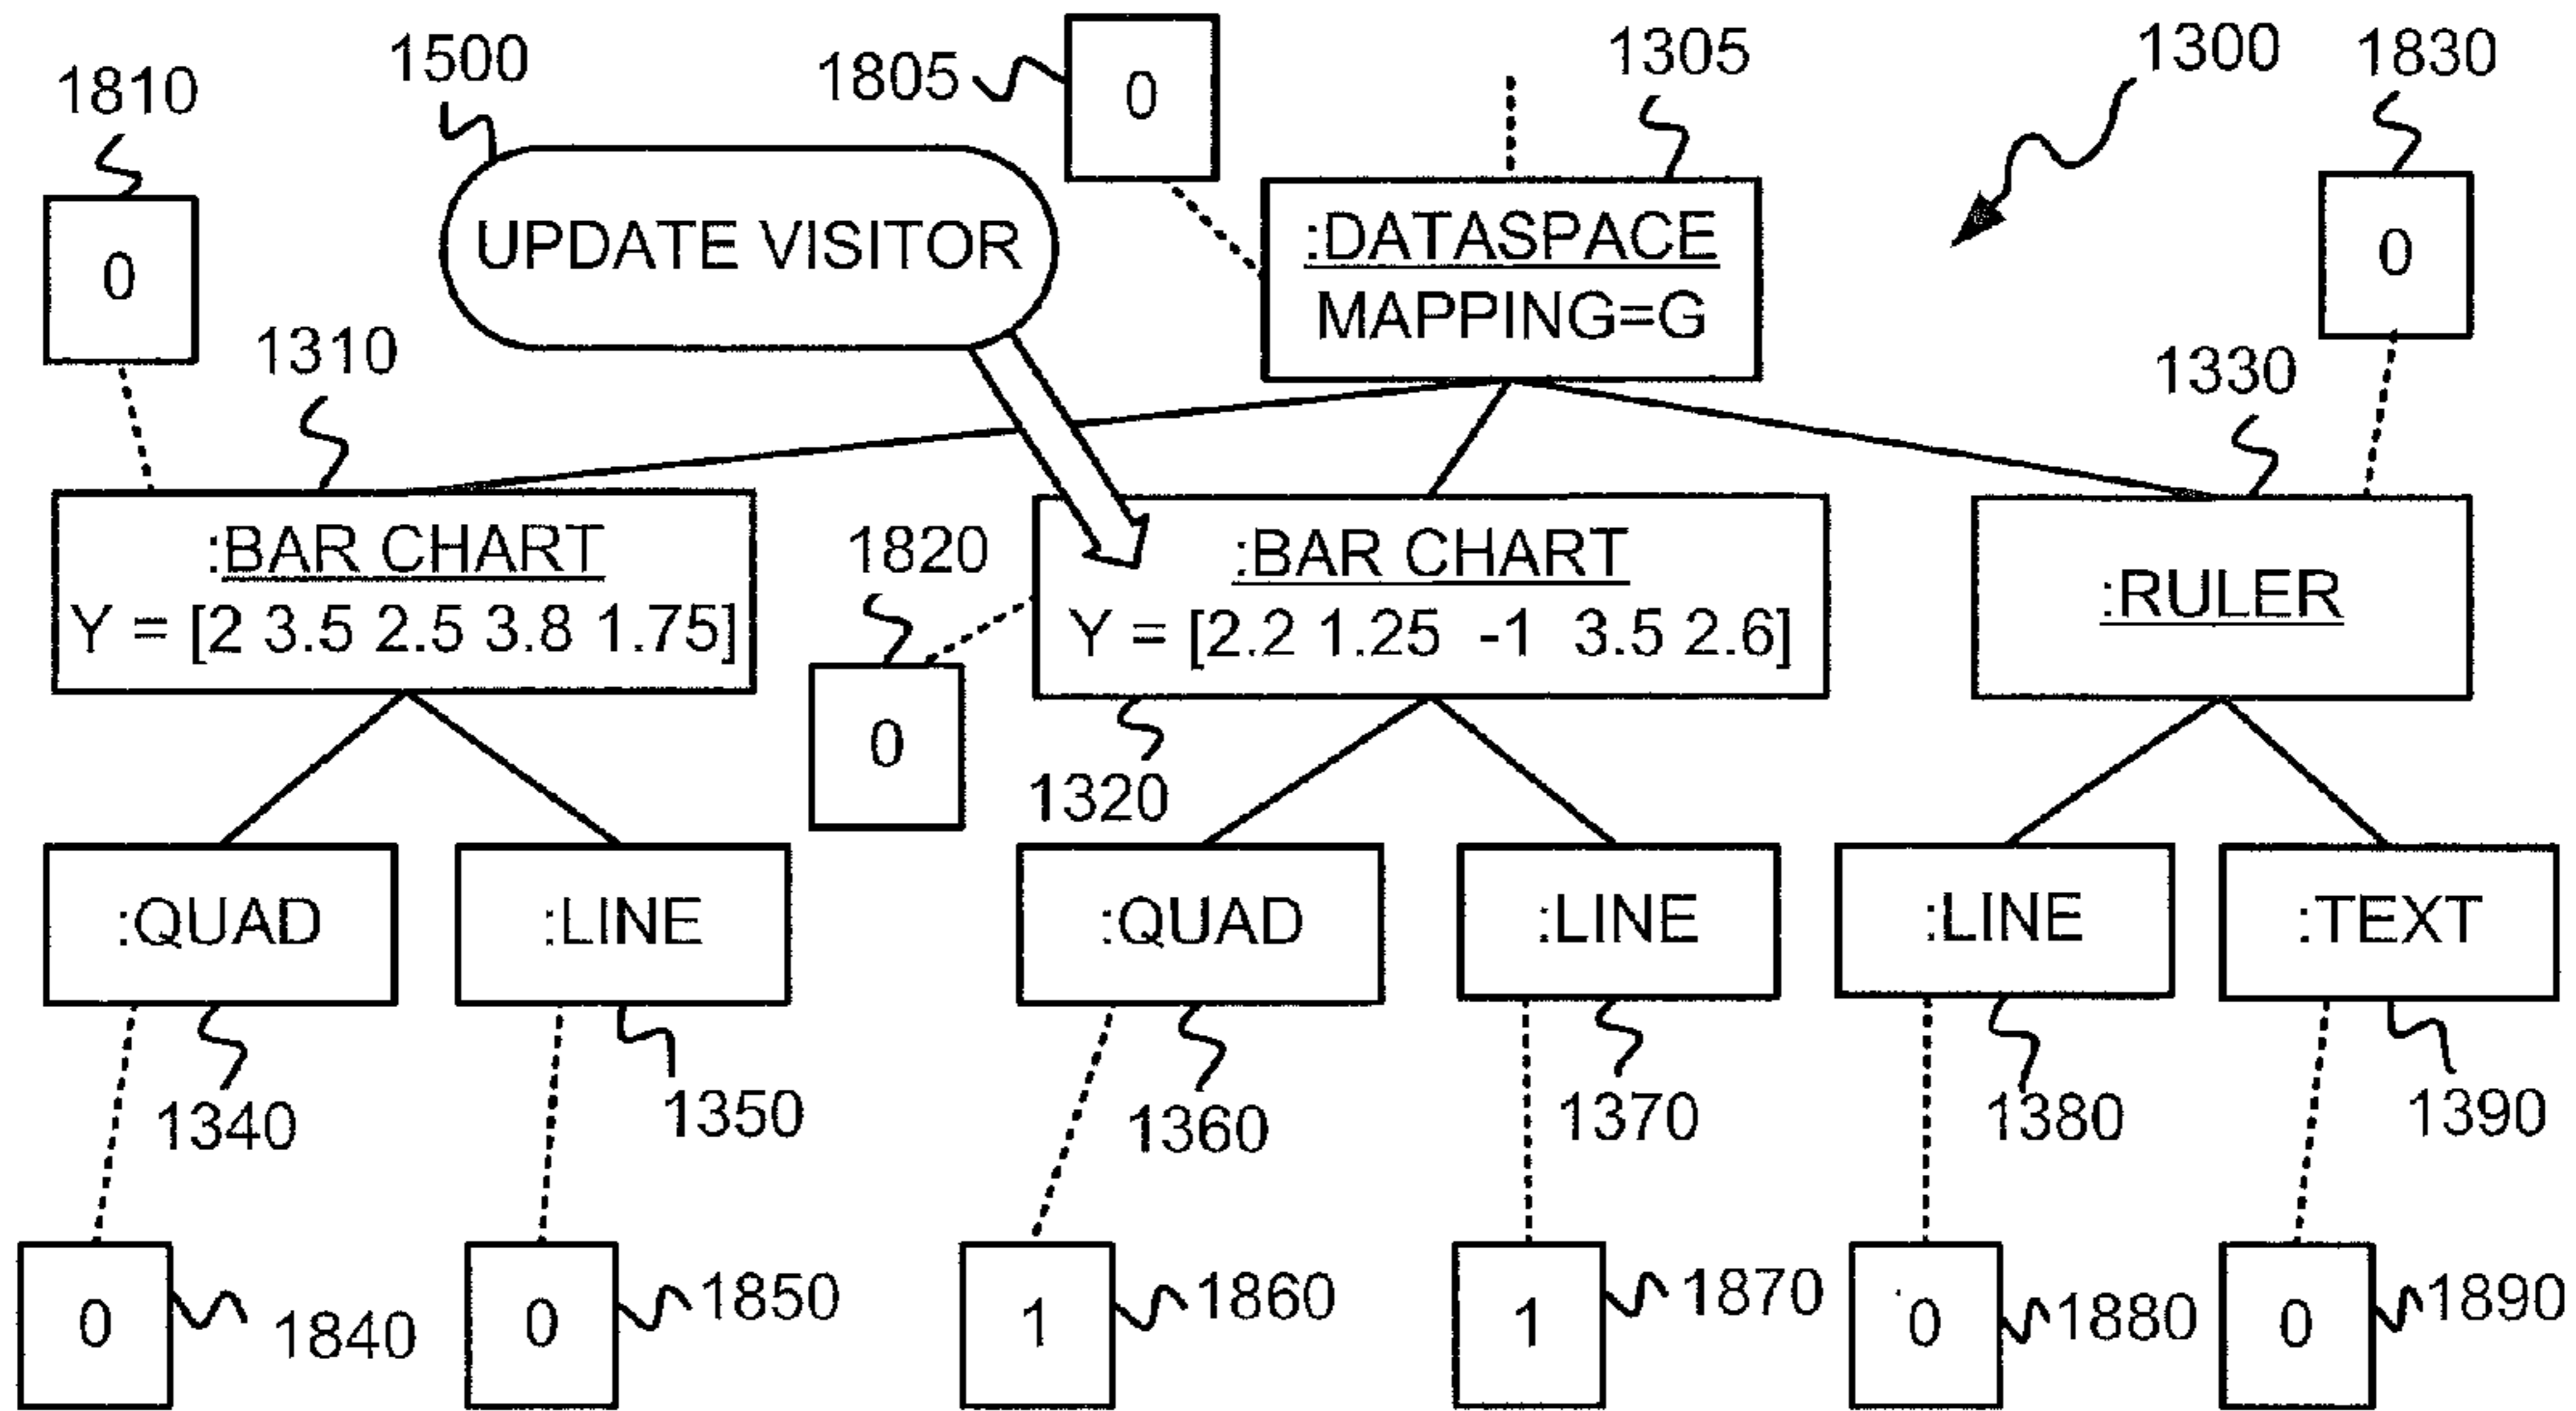 1500
1805
0
1305
1300
1830
1810
0
UPDATE VISITOR
:DATASPACE
MAPPING=G
0
1310
1330
:BAR CHART
Y = [2 3.5 2.5 3.8 1.75]
1820
0
:BAR CHART
Y = [2.2 1.25 -1 3.5 2.6]
1320
:RULER
:QUAD
:LINE
:QUAD
:LINE
:LINE
:TEXT
1340
1350
1360
1370
1380
1390
0
1840
0
1850
1
1860
1
1870
0
1880
0
1890